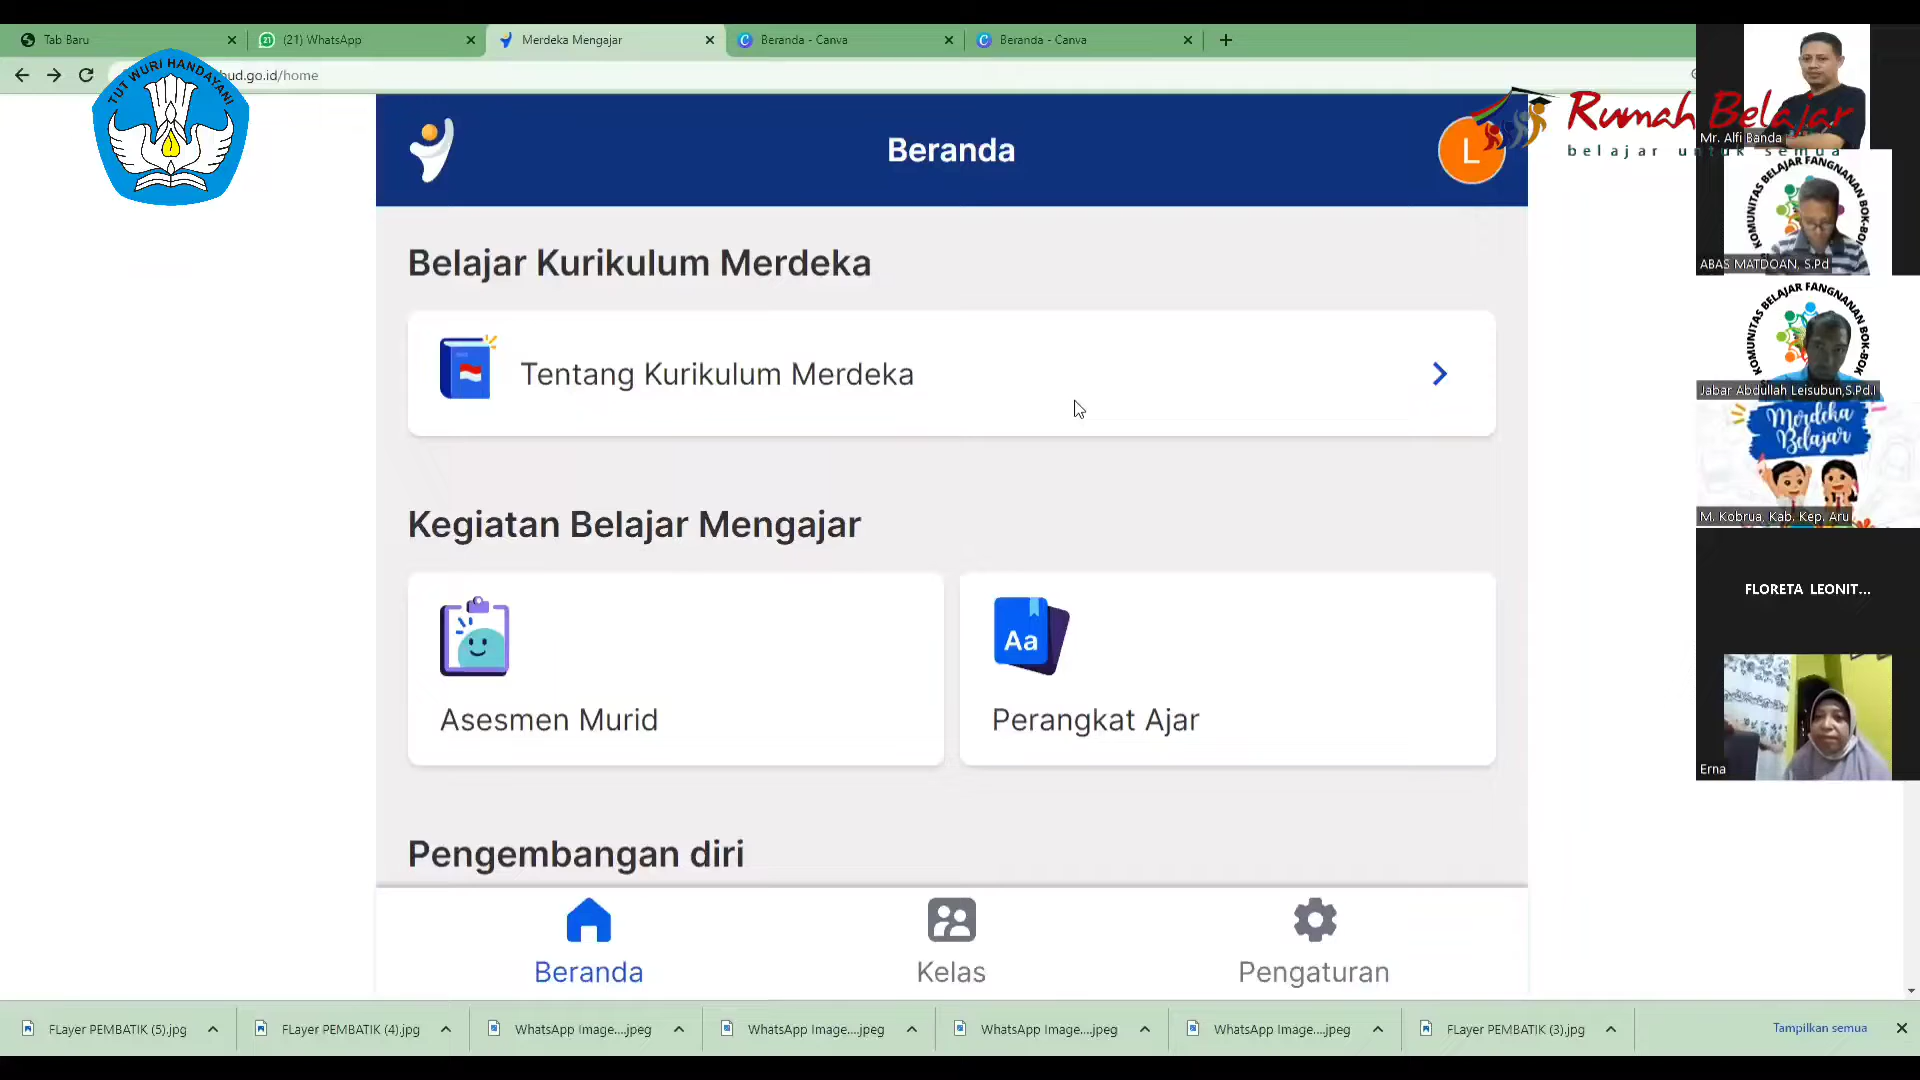 Tab Baru
(21) WhatsApp
Merdeka Mengajar
Beranda - Canva
Beranda - Canva
bud.go.id/home
TUT WURI HANDAYANI
Beranda
L
Rumah Belajar
belajar untuk semua
Mr. Alfi Banda
KOMUNITAS BELAJAR FANGNANAN BOK-BOK
ABAS MATDOAN, S.Pd
KOMUNITAS BELAJAR FANGNANAN BOK-BOK
Jabar Abdullah Leisubun,S.Pd.I
Merdeka
Belajar
M. Kobrua, Kab. Kep. Aru
FLORETA LEONIT...
Erna
Belajar Kurikulum Merdeka
Tentang Kurikulum Merdeka
Kegiatan Belajar Mengajar
Asesmen Murid
Aa
Perangkat Ajar
Pengembangan diri
Beranda
Kelas
Pengaturan
FLayer PEMBATIK (5).jpg
FLayer PEMBATIK (4).jpg
WhatsApp Image....jpeg
WhatsApp Image....jpeg
WhatsApp Image....jpeg
WhatsApp Image....jpeg
FLayer PEMBATIK (3).jpg
Tampilkan semua